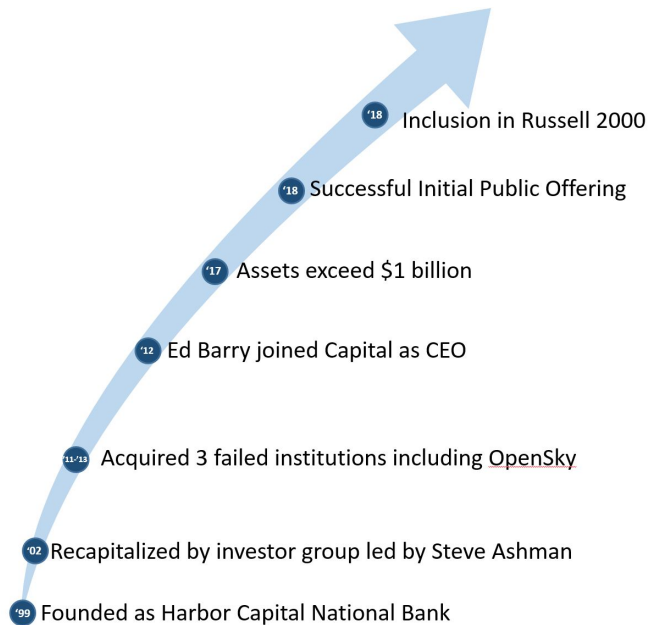 ‘18 Inclusion in Russell 2000
‘18 Successful Initial Public Offering
‘17 Assets exceed $1 billion
‘12 Ed Barry joined Capital as CEO
‘11-’13 Acquired 3 failed institutions including OpenSky
‘02 Recapitalized by investor group led by Steve Ashman
‘99 Founded as Harbor Capital National Bank